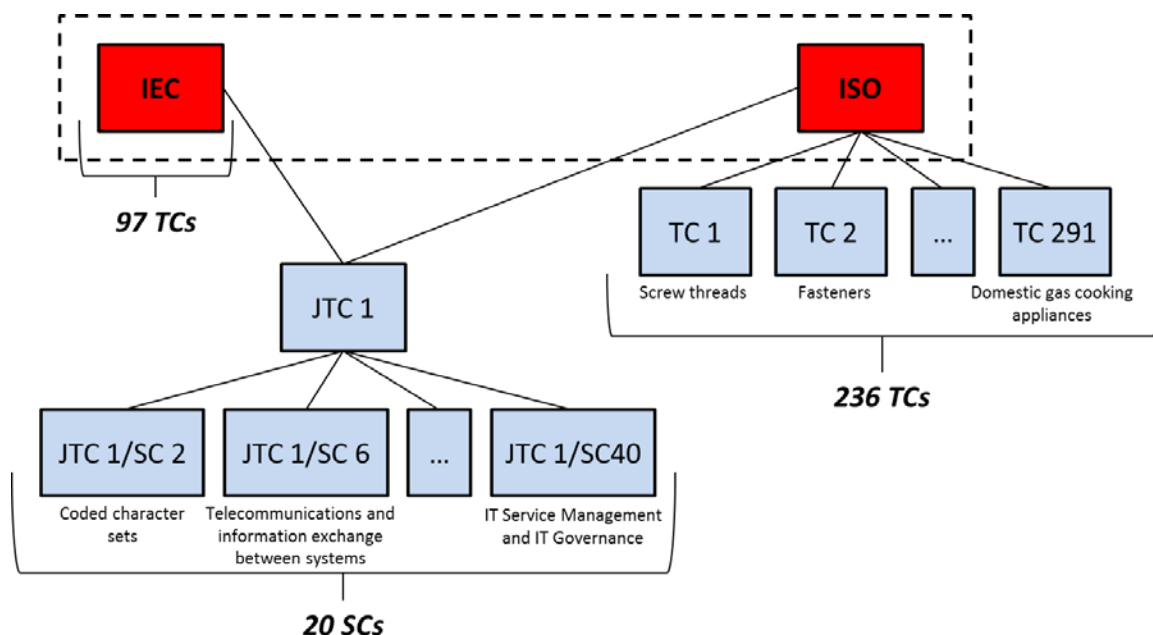 IEC
ISO
97 TCs
TC 1
TC 2
...
TC 291
Screw threads
Fasteners
Domestic gas cooking
appliances
JTC 1
236 TCs
JTC 1/SC 2
JTC 1/SC 6
...
JTC 1/SC40
Coded character
sets
Telecommunications and
information exchange
between systems
IT Service Management
and IT Governance
20 SCs